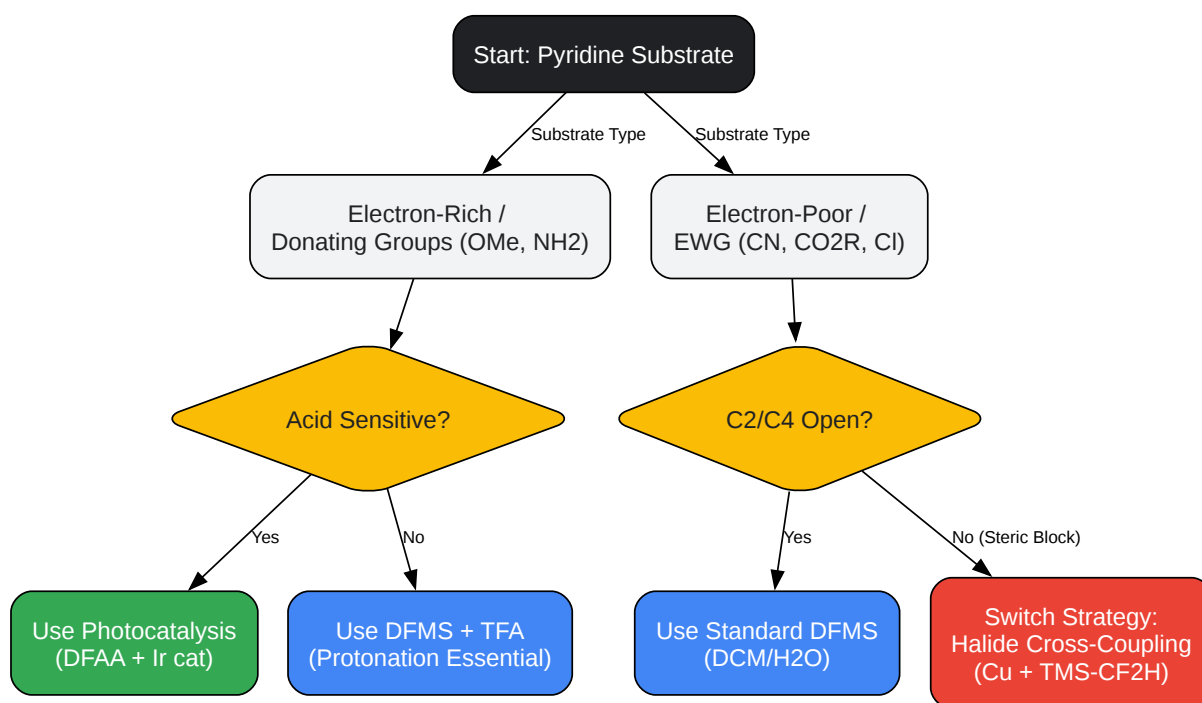 Start: Pyridine Substrate
Substrate Type
Substrate Type
Electron-Rich /
Donating Groups (OMe, NH2)
Electron-Poor /
EWG (CN, CO2R, Cl)
Acid Sensitive?
C2/C4 Open?
Yes
No
Yes
No (Steric Block)
Use Photocatalysis
(DFAA + Ir cat)
Use DFMS + TFA
(Protonation Essential)
Use Standard DFMS
(DCM/H2O)
Switch Strategy:
Halide Cross-Coupling
(Cu + TMS-CF2H)